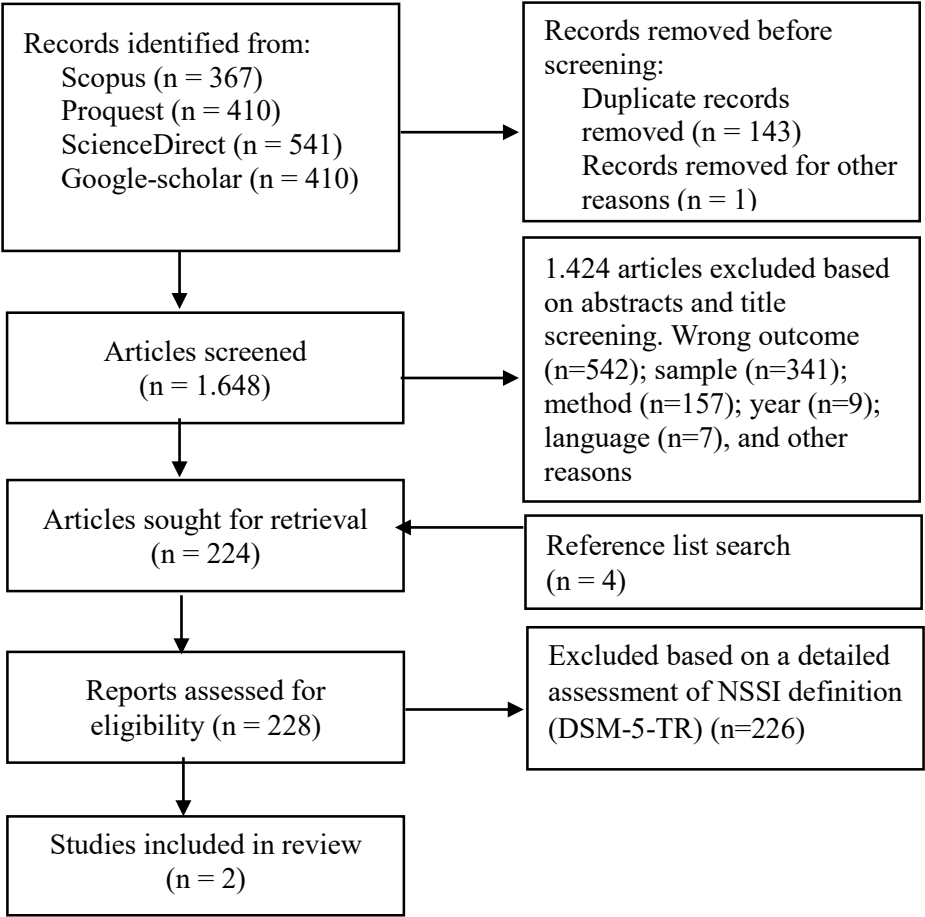 Records identified from:
Scopus (n = 367)
Proquest (n = 410)
ScienceDirect (n = 541)
Google-scholar (n = 410)
Records removed before
screening:
Duplicate records
removed (n = 143)
Records removed for other
reasons (n = 1)
Articles screened
(n = 1.648)
1.424 articles excluded based
on abstracts and title
screening. Wrong outcome
(n=542); sample (n=341);
method (n=157); year (n=9);
language (n=7), and other
reasons
Articles sought for retrieval
(n = 224)
Reference list search
(n = 4)
Reports assessed for
eligibility (n = 228)
Excluded based on a detailed
assessment of NSSI definition
(DSM-5-TR) (n=226)
Studies included in review
(n = 2)